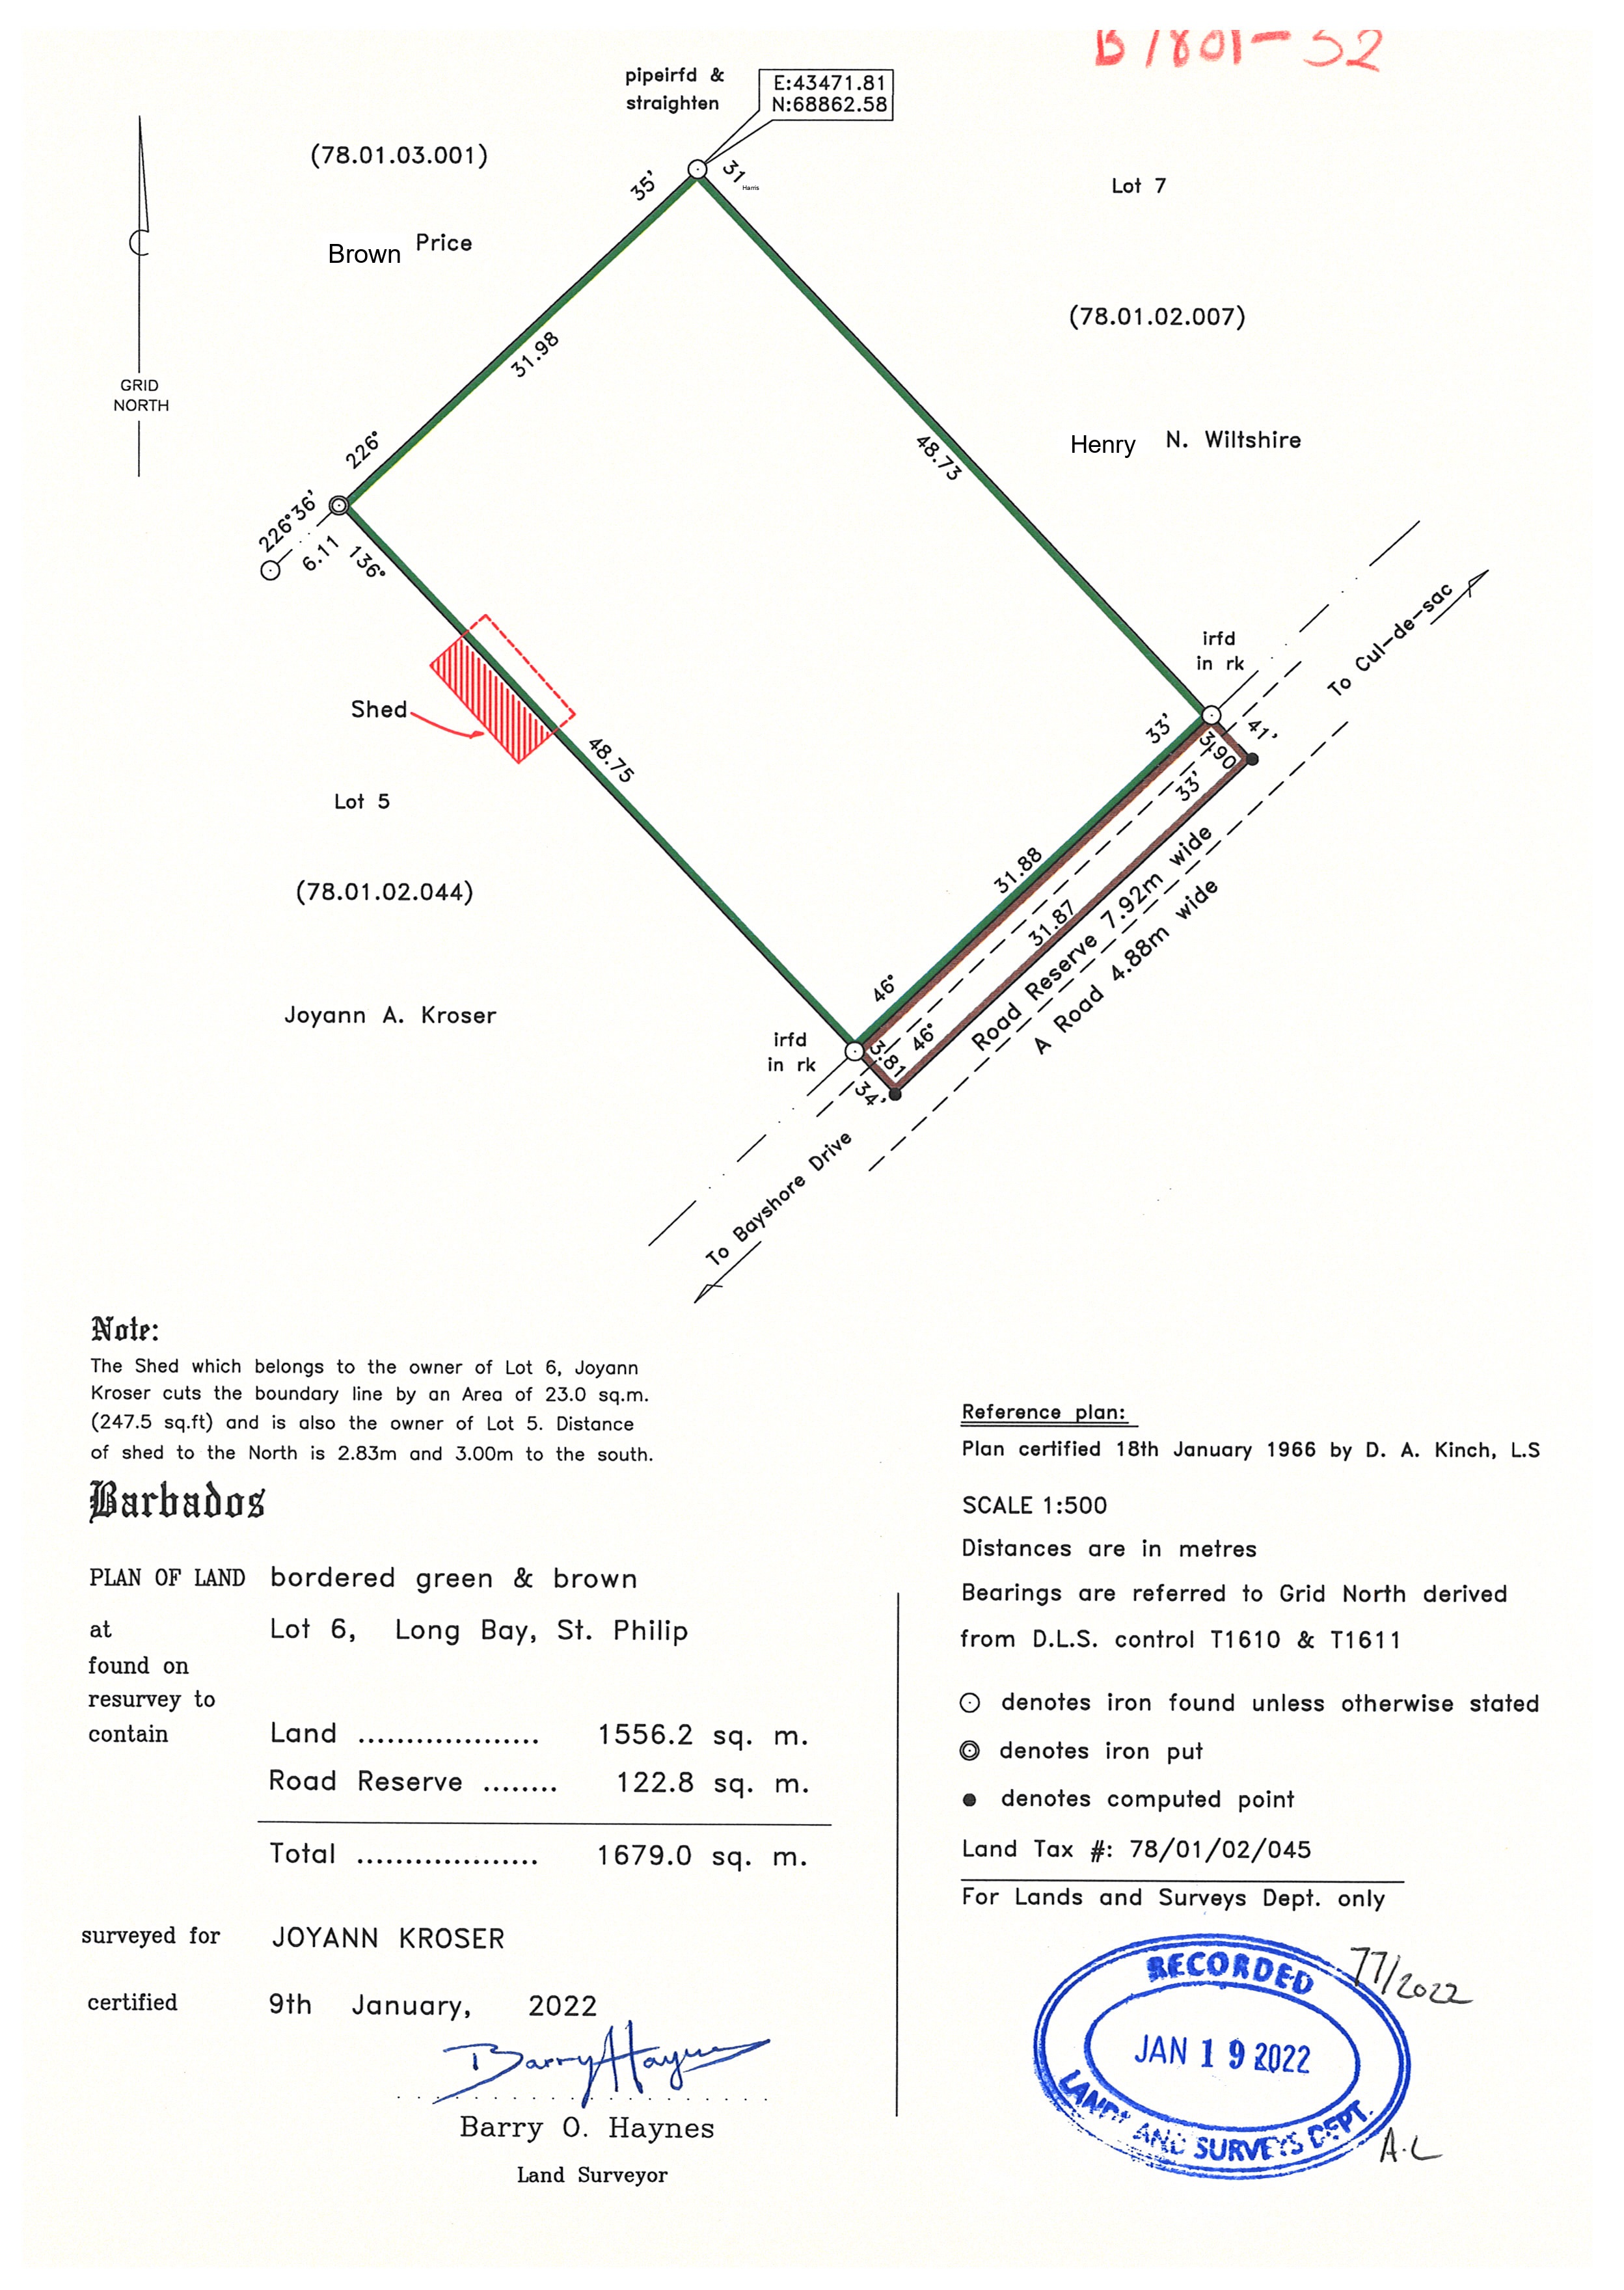 B1801-52
pipeirfd &
straighten
E:43471.81
N:68862.58
(78.01.03.001)
35'
31
Harris
Lot 7
Brown Price
31.98
(78.01.02.007)
GRID
NORTH
48.73
Henry N. Wiltshire
226°
226°36'
6.11
136°
irfd
in rk
To Cul-de-sac
Shed
48.75
33'
41'
3.90
33'
Lot 5
31.88
(78.01.02.044)
31.87
Road Reserve 7.92m wide
A Road 4.88m wide
46°
46°
Joyann A. Kroser
irfd
in rk
3.81
34'
To Bayshore Drive
Note:
The Shed which belongs to the owner of Lot 6, Joyann
Kroser cuts the boundary line by an Area of 23.0 sq.m.
(247.5 sq.ft) and is also the owner of Lot 5. Distance
of shed to the North is 2.83m and 3.00m to the south.
Barbados
PLAN OF LAND bordered green & brown
at Lot 6, Long Bay, St. Philip
found on
resurvey to
contain Land ................... 1556.2 sq. m.
Road Reserve ........ 122.8 sq. m.
Total ................... 1679.0 sq. m.
surveyed for JOYANN KROSER
certified 9th January, 2022
Barry Haynes
Barry O. Haynes
Land Surveyor
Reference plan:
Plan certified 18th January 1966 by D. A. Kinch, L.S
SCALE 1:500
Distances are in metres
Bearings are referred to Grid North derived
from D.L.S. control T1610 & T1611
denotes iron found unless otherwise stated
denotes iron put
denotes computed point
Land Tax #: 78/01/02/045
For Lands and Surveys Dept. only
RECORDED
77/2022
JAN 19 2022
LANDS AND SURVEYS DEPT.
A.L